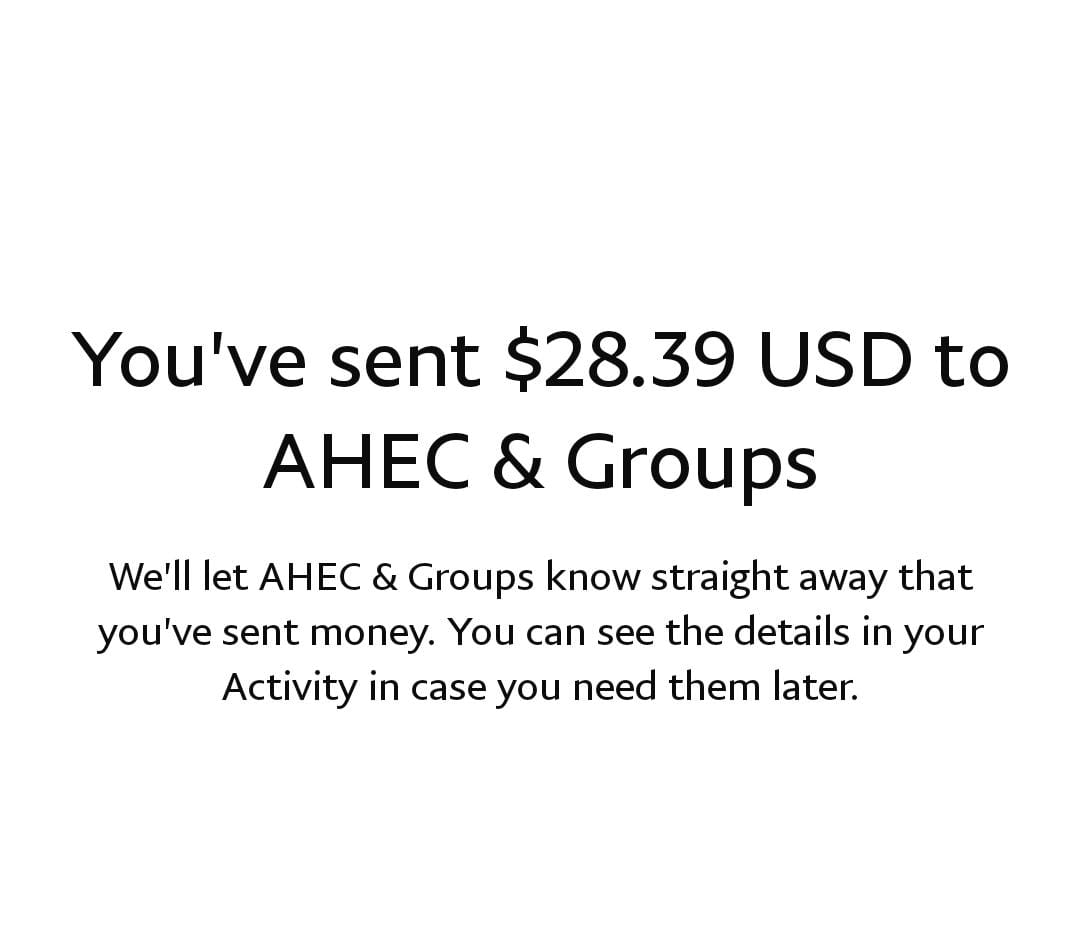 You've sent $28.39 USD to
AHEC & Groups
We'll let AHEC & Groups know straight away that
you've sent money. You can see the details in your
Activity in case you need them later.